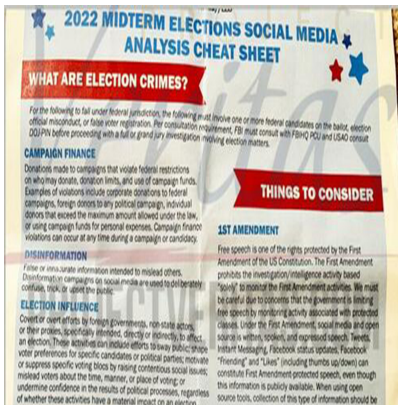 2022 MIDTERM ELECTIONS SOCIAL MEDIA
ANALYSIS CHEAT SHEET
WHAT ARE ELECTION CRIMES?
For the following to fall under federal jurisdiction, the following must involve one or more federal candidates on the ballot, election
official misconduct, or false voter registration. Per consultation requirement, FBI must consult with FBIHQ PCU and USAO consult
DOJ-PIN before proceeding with a full or grand jury investigation involving election matters.
CAMPAIGN FINANCE
Donations made to campaigns that violate federal restrictions
on who may donate, donation limits, and use of campaign funds.
Examples of violations include corporate donations to federal
campaigns, foreign donors to any political campaign, individual
donors that exceed the maximum amount allowed under the law,
or using campaign funds for personal expenses. Campaign finance
violations can occur at any time during a campaign or candidacy.
DISINFORMATION
False or inaccurate information intended to mislead others.
Disinformation campaigns on social media are used to deliberately
confuse, trick, or upset the public.
ELECTION INFLUENCE
Covert or overt efforts by foreign governments, non-state actors,
or their proxies, specifically intended, directly or indirectly, to affect
an election. These activities can include efforts to sway public; shape
voter preferences for specific candidates or political parties; motivate
or suppress specific voting blocs by raising contentious social issues;
mislead voters about the time, manner, or place of voting; or
undermine confidence in the results of political processes, regardless
of whether these activities have a material impact on an election.
THINGS TO CONSIDER
1ST AMENDMENT
Free speech is one of the rights protected by the First
Amendment of the US Constitution. The First Amendment
prohibits the investigation/intelligence activity based
"solely" to monitor the First Amendment activities. We must
be careful due to concerns that the government is limiting
free speech by monitoring activity associated with protected
classes. Under the First Amendment, social media and open
source is written, spoken, and expressed speech. Tweets,
Instant Messaging, Facebook status updates, Facebook
"Friending" and "Likes" (including thumbs up/down) can
constitute First Amendment-protected speech, even though
this information is publicly available. When using open
source tools, collection of this type of information should be
Veritas